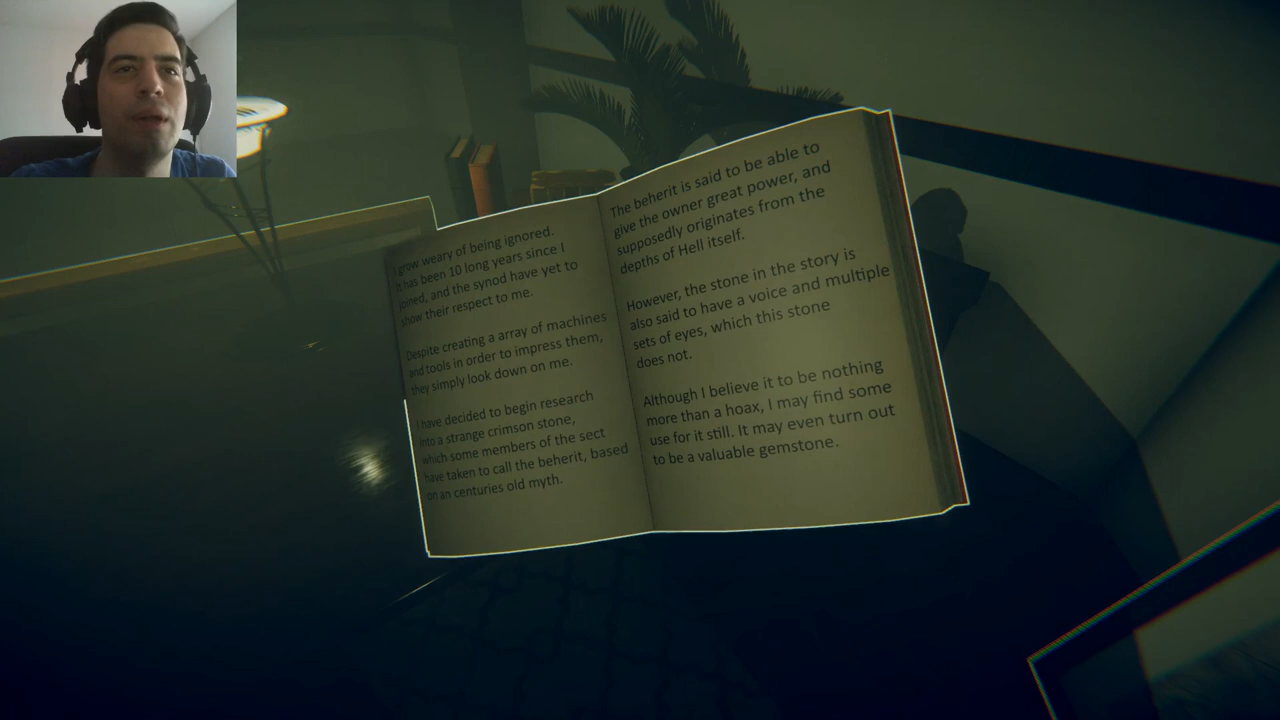 I grow weary of being ignored.
It has been 10 long years since I
joined, and the synod have yet to
show their respect to me.
Despite creating a array of machines
and tools in order to impress them,
they simply look down on me.
I have decided to begin research
into a strange crimson stone,
which some members of the sect
have taken to call the beherit, based
on an centuries old myth.
The beherit is said to be able to
give the owner great power, and
supposedly originates from the
depths of Hell itself.
However, the stone in the story is
also said to have a voice and multiple
sets of eyes, which this stone
does not.
Although I believe it to be nothing
more than a hoax, I may find some
use for it still. It may even turn out
to be a valuable gemstone.